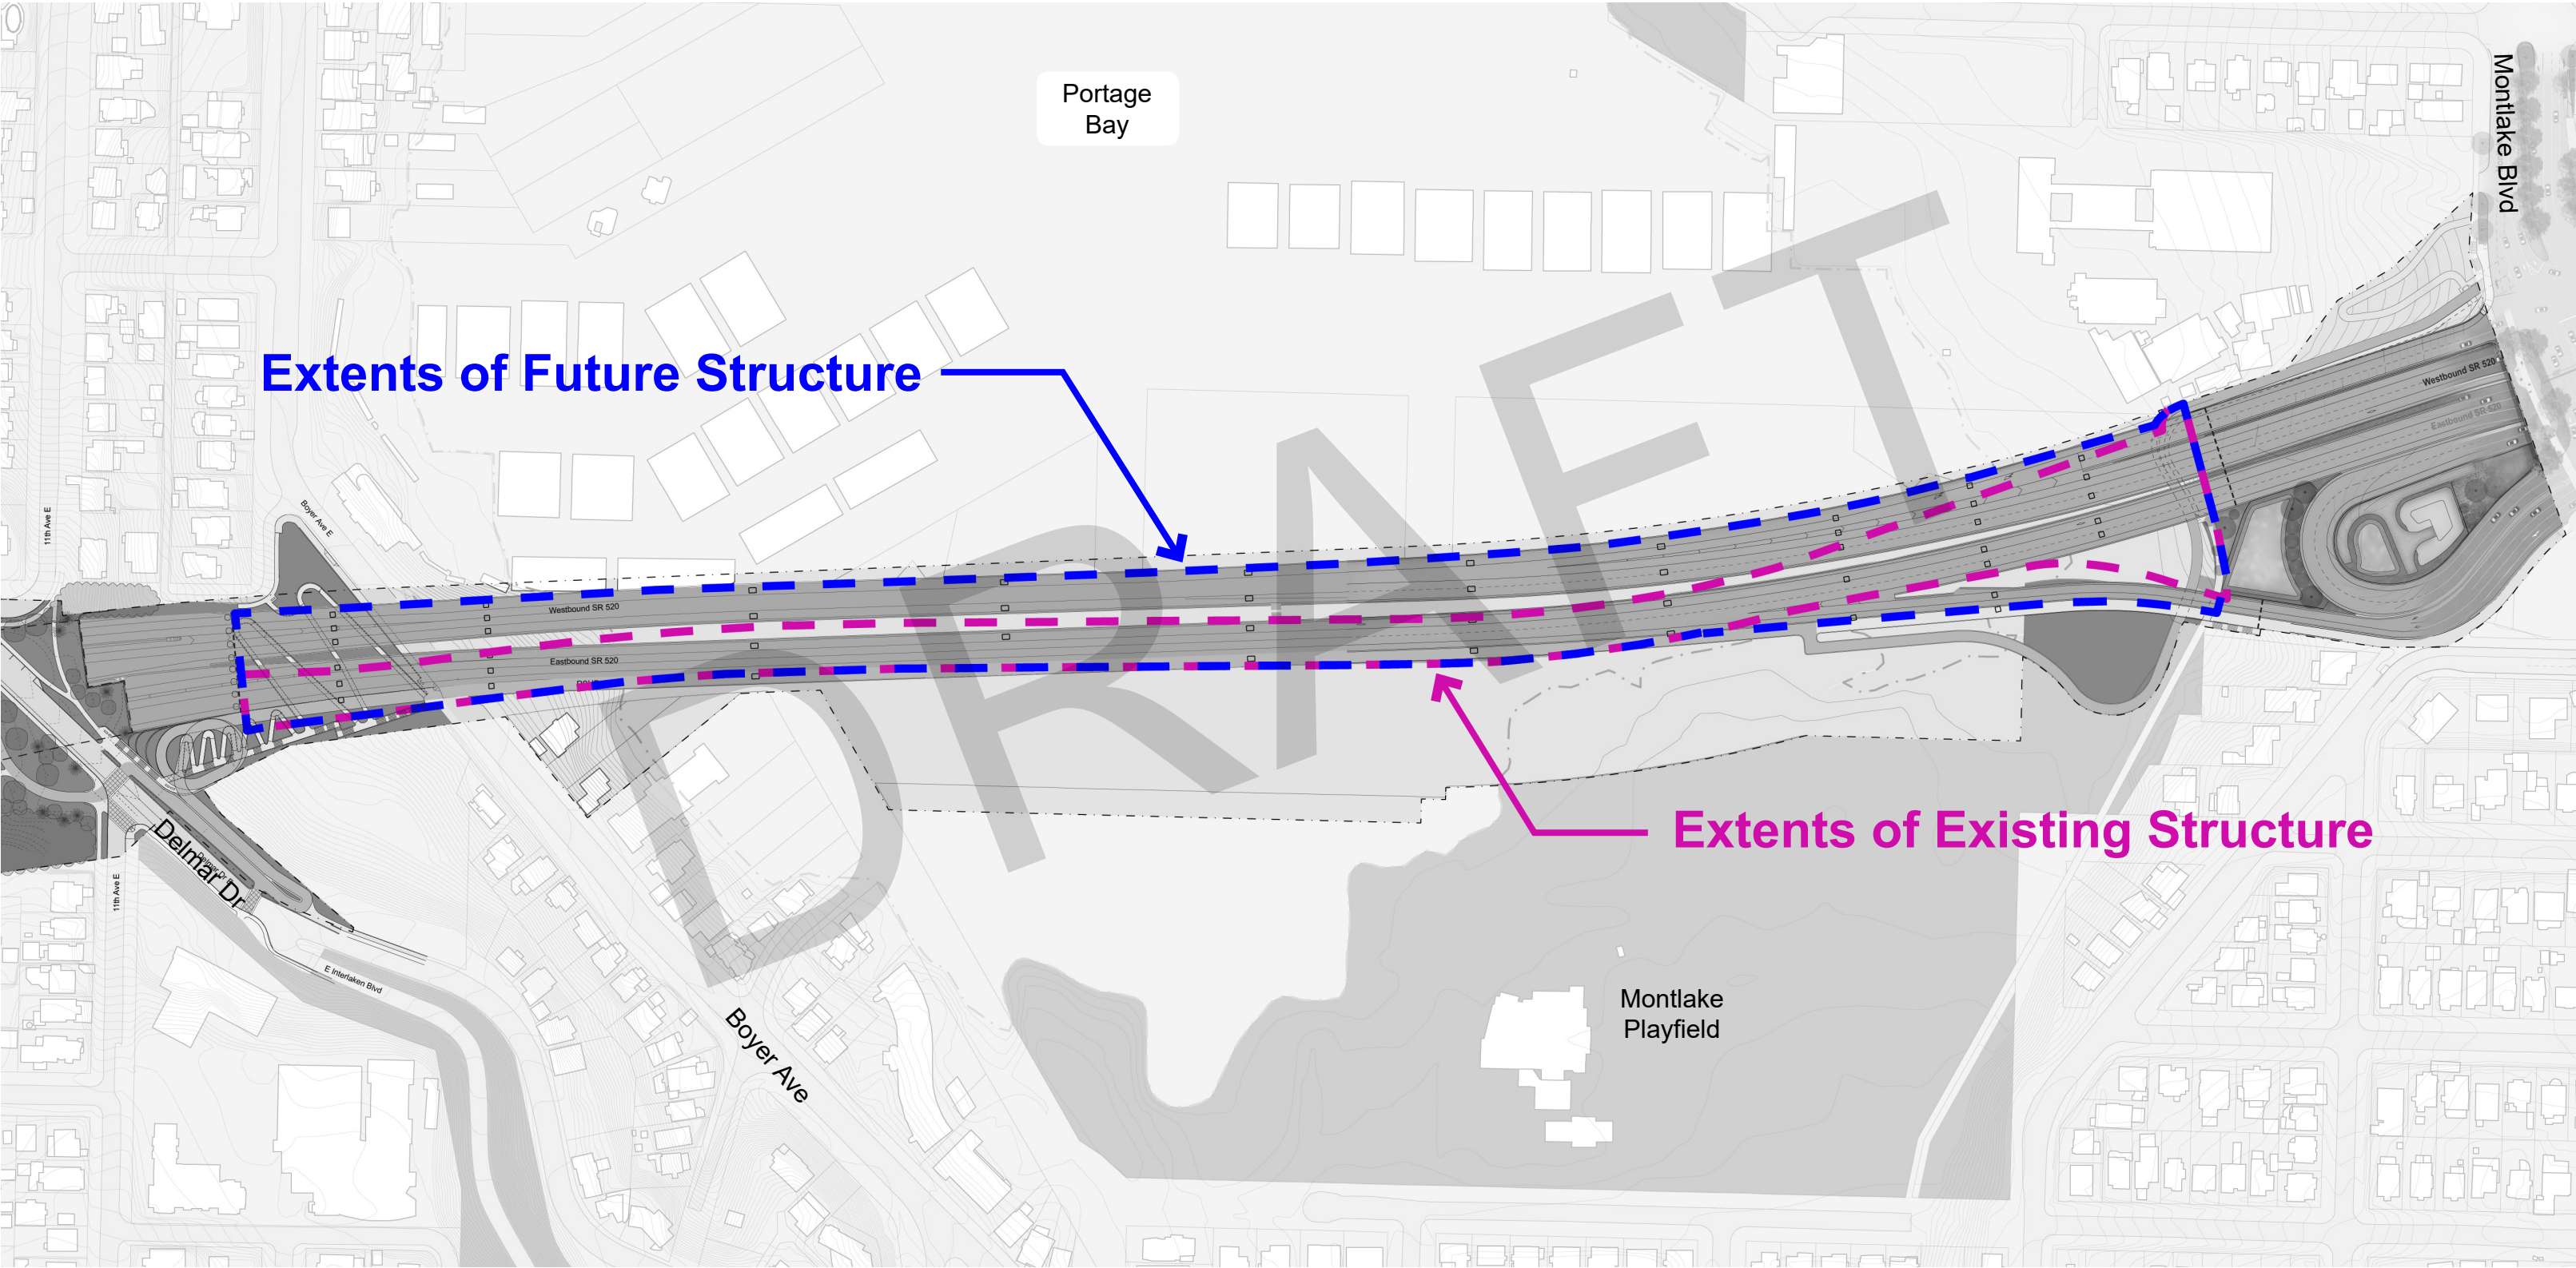 Portage
Bay
Montlake Blvd
Extents of Future Structure
Westbound SR 520
Eastbound SR 520
11th Ave E
Boyer Ave E
Westbound SR 520
Eastbound SR 520
DRAFT
Extents of Existing Structure
Delmar Dr
11th Ave E
E Interlaken Blvd
Boyer Ave
Montlake
Playfield